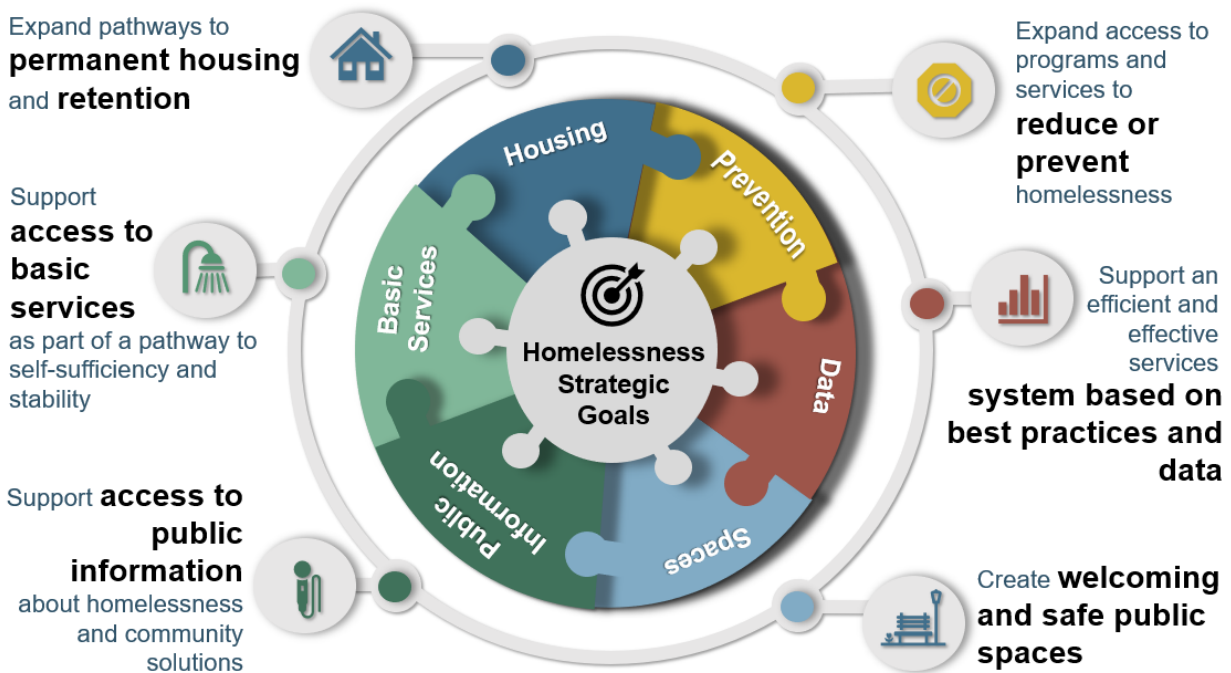 Expand pathways to
permanent housing
and retention
Expand access to
programs and
services to
reduce or
prevent
homelessness
Support
access to
basic
services
as part of a pathway to
self-sufficiency and
stability
Support an
efficient and
effective
services
system based on
best practices and
data
Support access to
public
information
about homelessness
and community
solutions
Create welcoming
and safe public
spaces
Housing
Prevention
Data
Spaces
Public
Information
Basic
Services
Homelessness
Strategic
Goals